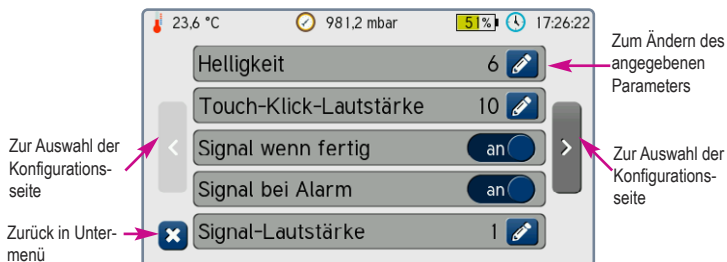 23,6 °C 981,2 mbar 51% 17:26:22
Helligkeit 6
Touch-Klick-Lautstärke 10
Signal wenn fertig an
Signal bei Alarm an
Signal-Lautstärke 1
Zum Ändern des
angegebenen
Parameters
Zur Auswahl der
Konfigurations-
seite
Zur Auswahl der
Konfigurations-
seite
Zurück in Unter-
menü